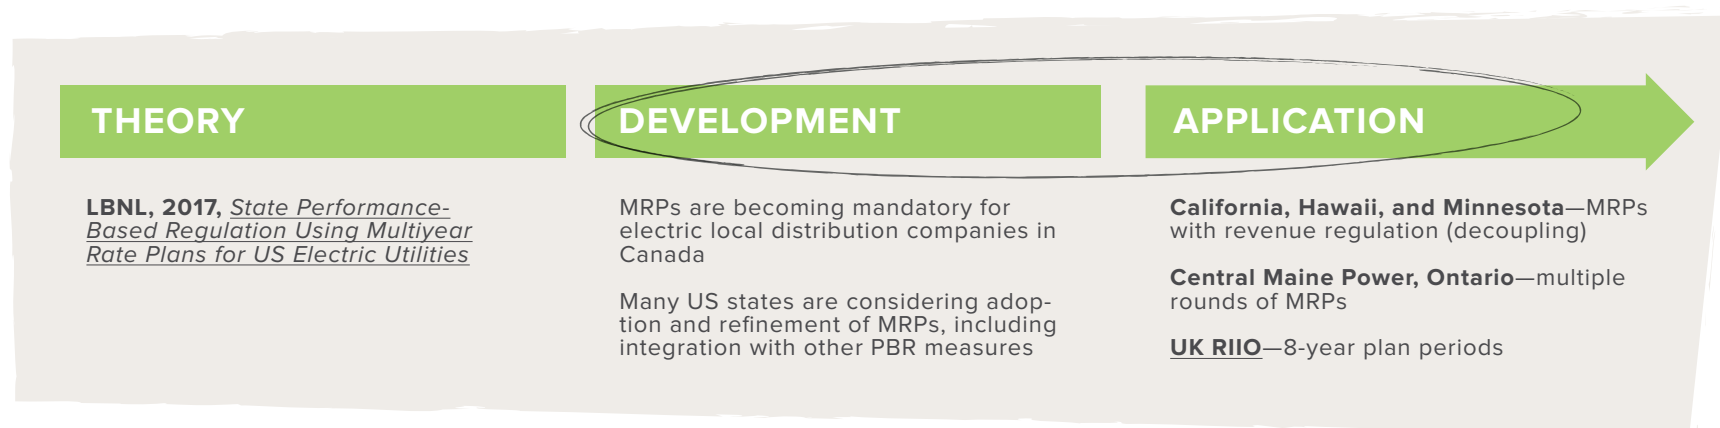 THEORY
LBNL, 2017, State Performance-
Based Regulation Using Multiyear
Rate Plans for US Electric Utilities
DEVELOPMENT
MRPs are becoming mandatory for
electric local distribution companies in
Canada
Many US states are considering adop-
tion and refinement of MRPs, including
integration with other PBR measures
APPLICATION
California, Hawaii, and Minnesota—MRPs
with revenue regulation (decoupling)
Central Maine Power, Ontario—multiple
rounds of MRPs
UK RIIO—8-year plan periods